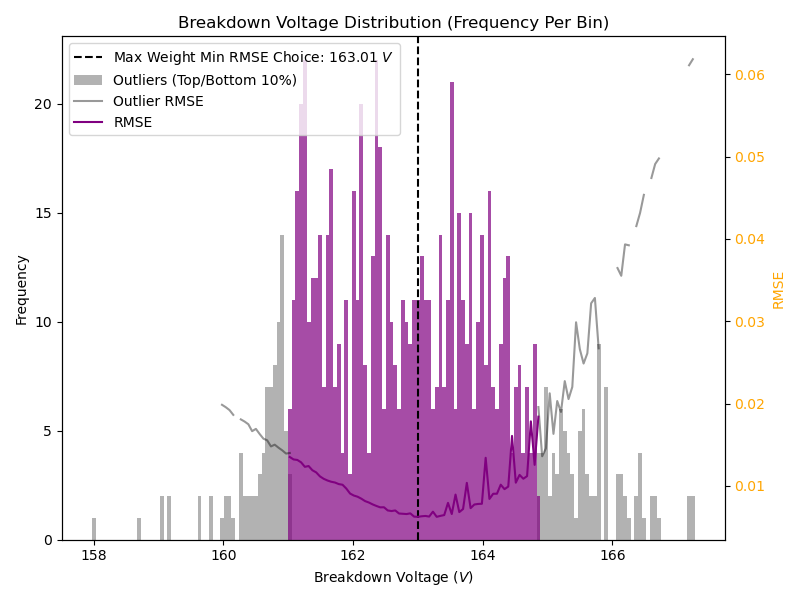 Breakdown Voltage Distribution (Frequency Per Bin)
Max Weight Min RMSE Choice: 163.01 V
Outliers (Top/Bottom 10%)
Outlier RMSE
RMSE
Frequency
20
15
10
5
0
0.06
0.05
0.04
0.03
0.02
0.01
RMSE
158 160 162 164 166
Breakdown Voltage (V)